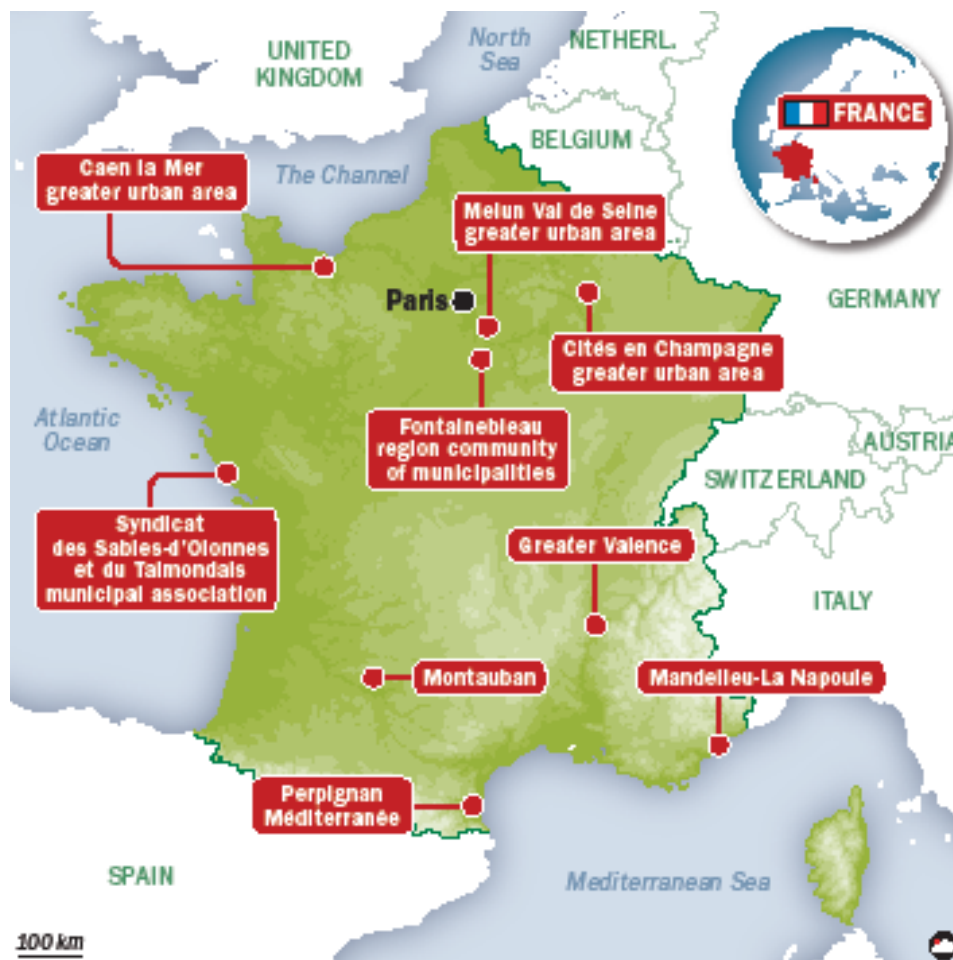 UNITED
KINGDOM
North
Sea
NETHERL.
BELGIUM
FRANCE
Caen la Mer
greater urban area
The Channel
Melun Val de Seine
greater urban area
Paris
GERMANY
Cités en Champagne
greater urban area
Atlantic
Ocean
Fontainebleau
region community
of municipalities
AUSTRIA
SWITZERLAND
Syndicat
des Sables-d'Olonnes
et du Talmondais
municipal association
Greater Valence
ITALY
Montauban
Mandelieu-La Napoule
Perpignan
Méditerranée
SPAIN
Mediterranean Sea
100 km